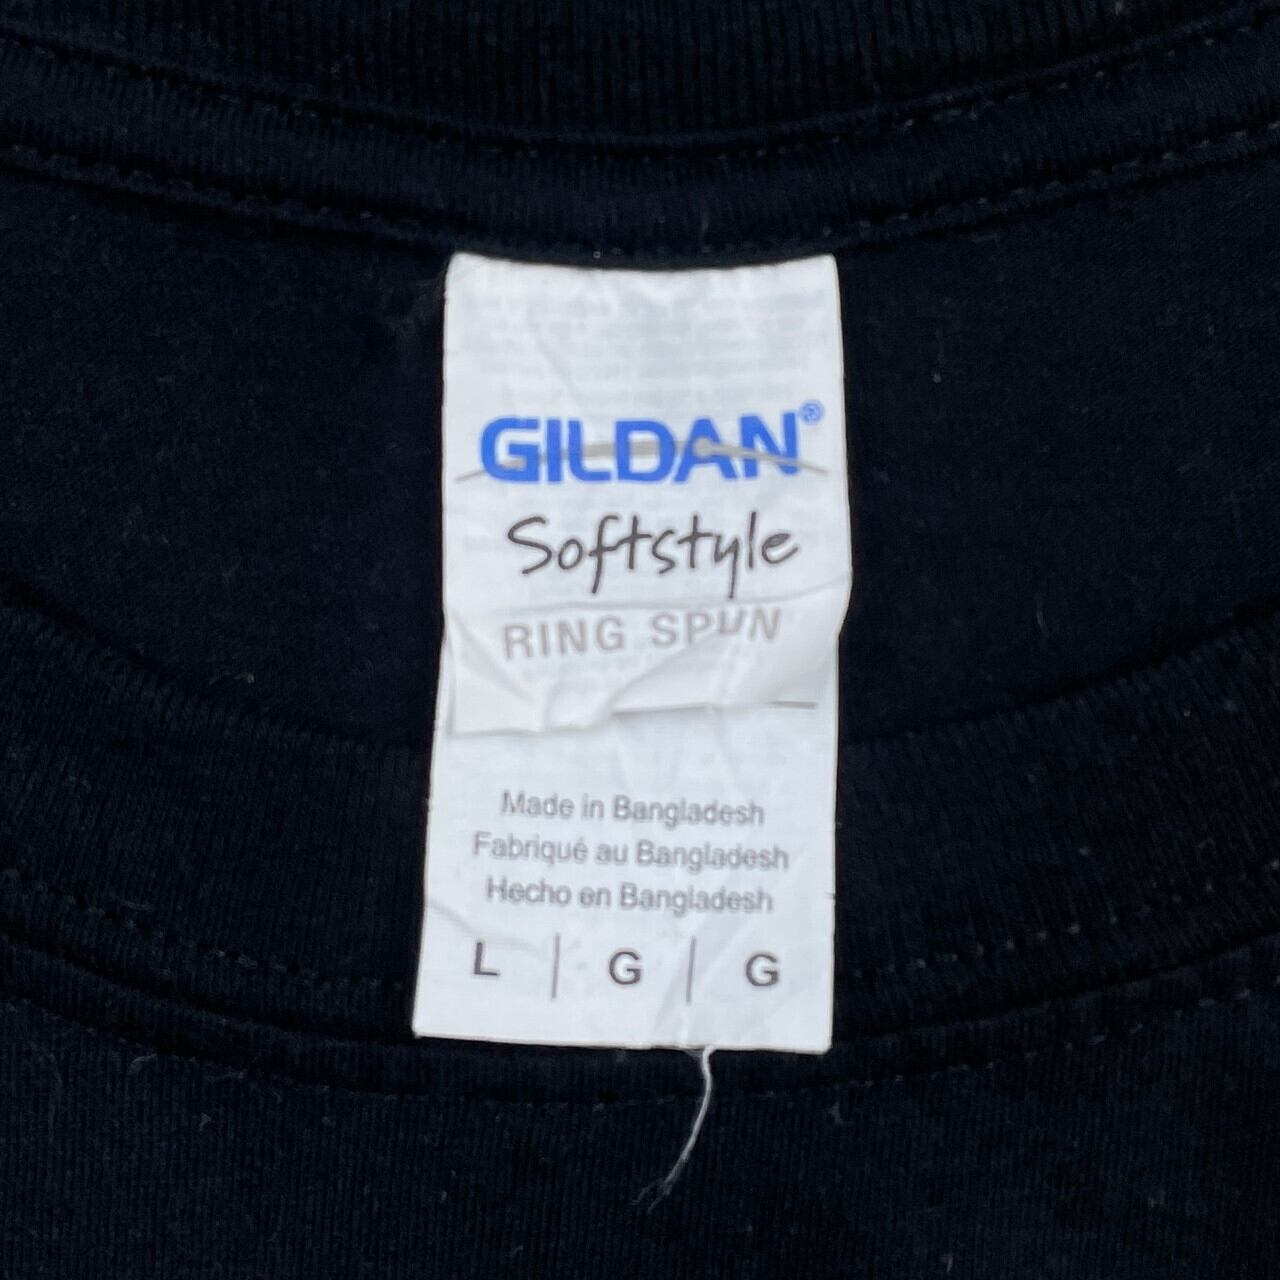 GILDAN®
Softstyle
RING SPUN
Made in Bangladesh
Fabriqué au Bangladesh
Hecho en Bangladesh
L | G | G